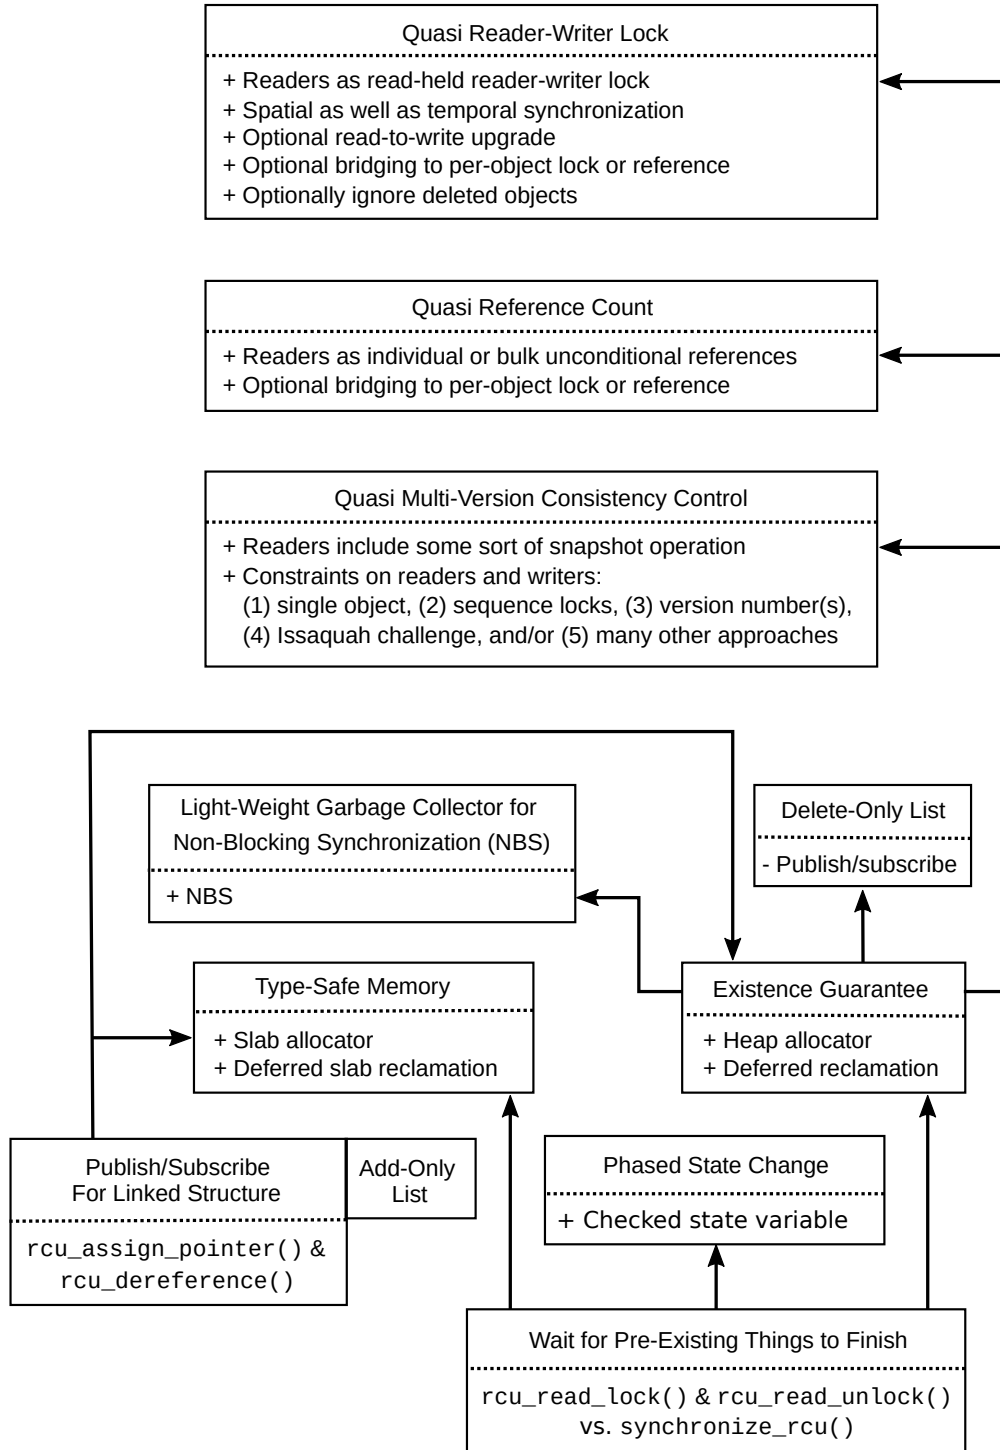 Quasi Reader-Writer Lock
+ Readers as read-held reader-writer lock
+ Spatial as well as temporal synchronization
+ Optional read-to-write upgrade
+ Optional bridging to per-object lock or reference
+ Optionally ignore deleted objects
Quasi Reference Count
+ Readers as individual or bulk unconditional references
+ Optional bridging to per-object lock or reference
Quasi Multi-Version Consistency Control
+ Readers include some sort of snapshot operation
+ Constraints on readers and writers:
(1) single object, (2) sequence locks, (3) version number(s),
(4) Issaquah challenge, and/or (5) many other approaches
Light-Weight Garbage Collector for
Non-Blocking Synchronization (NBS)
+ NBS
Delete-Only List
- Publish/subscribe
Type-Safe Memory
+ Slab allocator
+ Deferred slab reclamation
Existence Guarantee
+ Heap allocator
+ Deferred reclamation
Publish/Subscribe
For Linked Structure
rcu_assign_pointer() &
rcu_dereference()
Add-Only
List
Phased State Change
+ Checked state variable
Wait for Pre-Existing Things to Finish
rcu_read_lock() & rcu_read_unlock()
vs. synchronize_rcu()